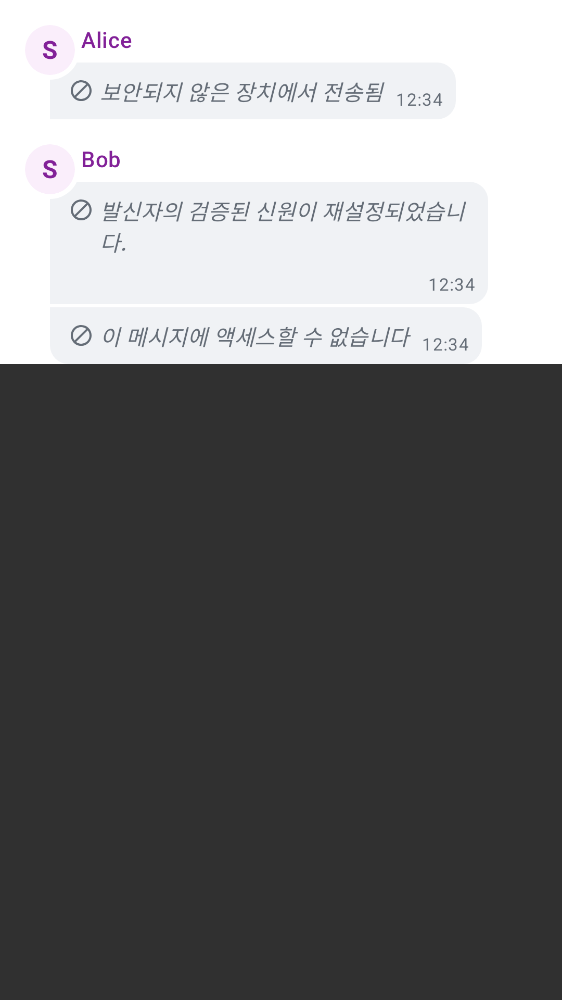 S Alice
보안되지 않은 장치에서 전송됨 12:34
S Bob
발신자의 검증된 신원이 재설정되었습니
다.
12:34
이 메시지에 액세스할 수 없습니다 12:34